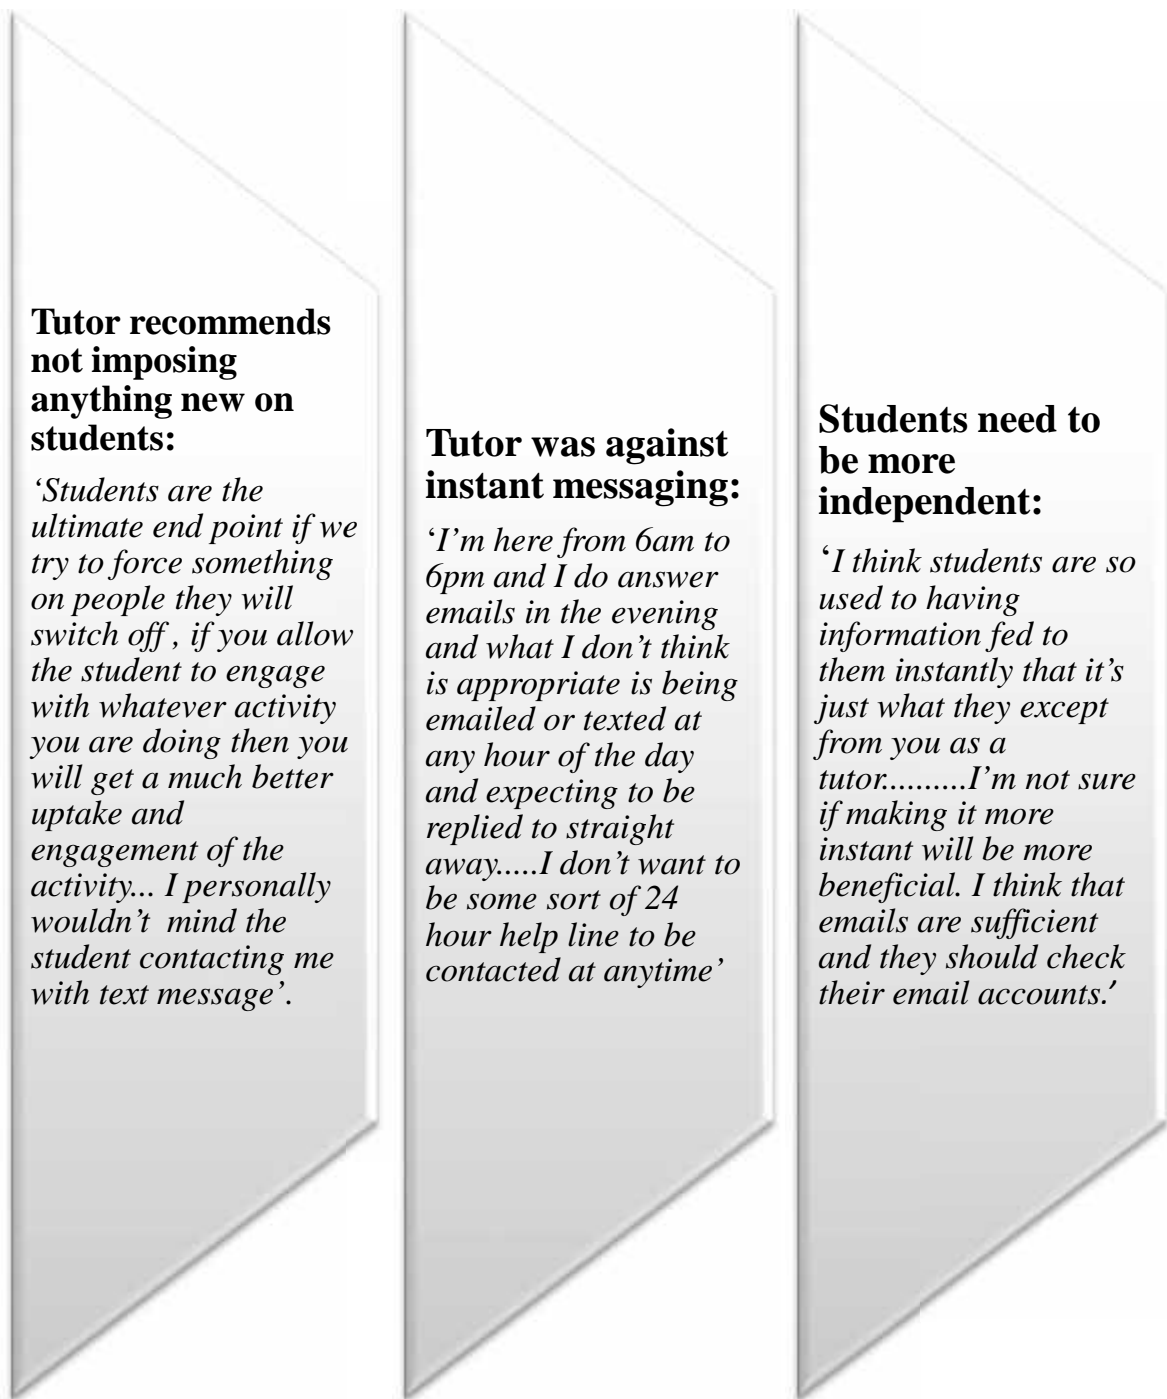 Tutor recommends
not imposing
anything new on
students:
‘Students are the
ultimate end point if we
try to force something
on people they will
switch off , if you allow
the student to engage
with whatever activity
you are doing then you
will get a much better
uptake and
engagement of the
activity... I personally
wouldn’t  mind the
student contacting me
with text message’.
Tutor was against
instant messaging:
‘I’m here from 6am to
6pm and I do answer
emails in the evening
and what I don’t think
is appropriate is being
emailed or texted at
any hour of the day
and expecting to be
replied to straight
away.....I don’t want to
be some sort of 24
hour help line to be
contacted at anytime’
Students need to
be more
independent:
‘I think students are so
used to having
information fed to
them instantly that it’s
just what they except
from you as a
tutor..........I’m not sure
if making it more
instant will be more
beneficial. I think that
emails are sufficient
and they should check
their email accounts.’